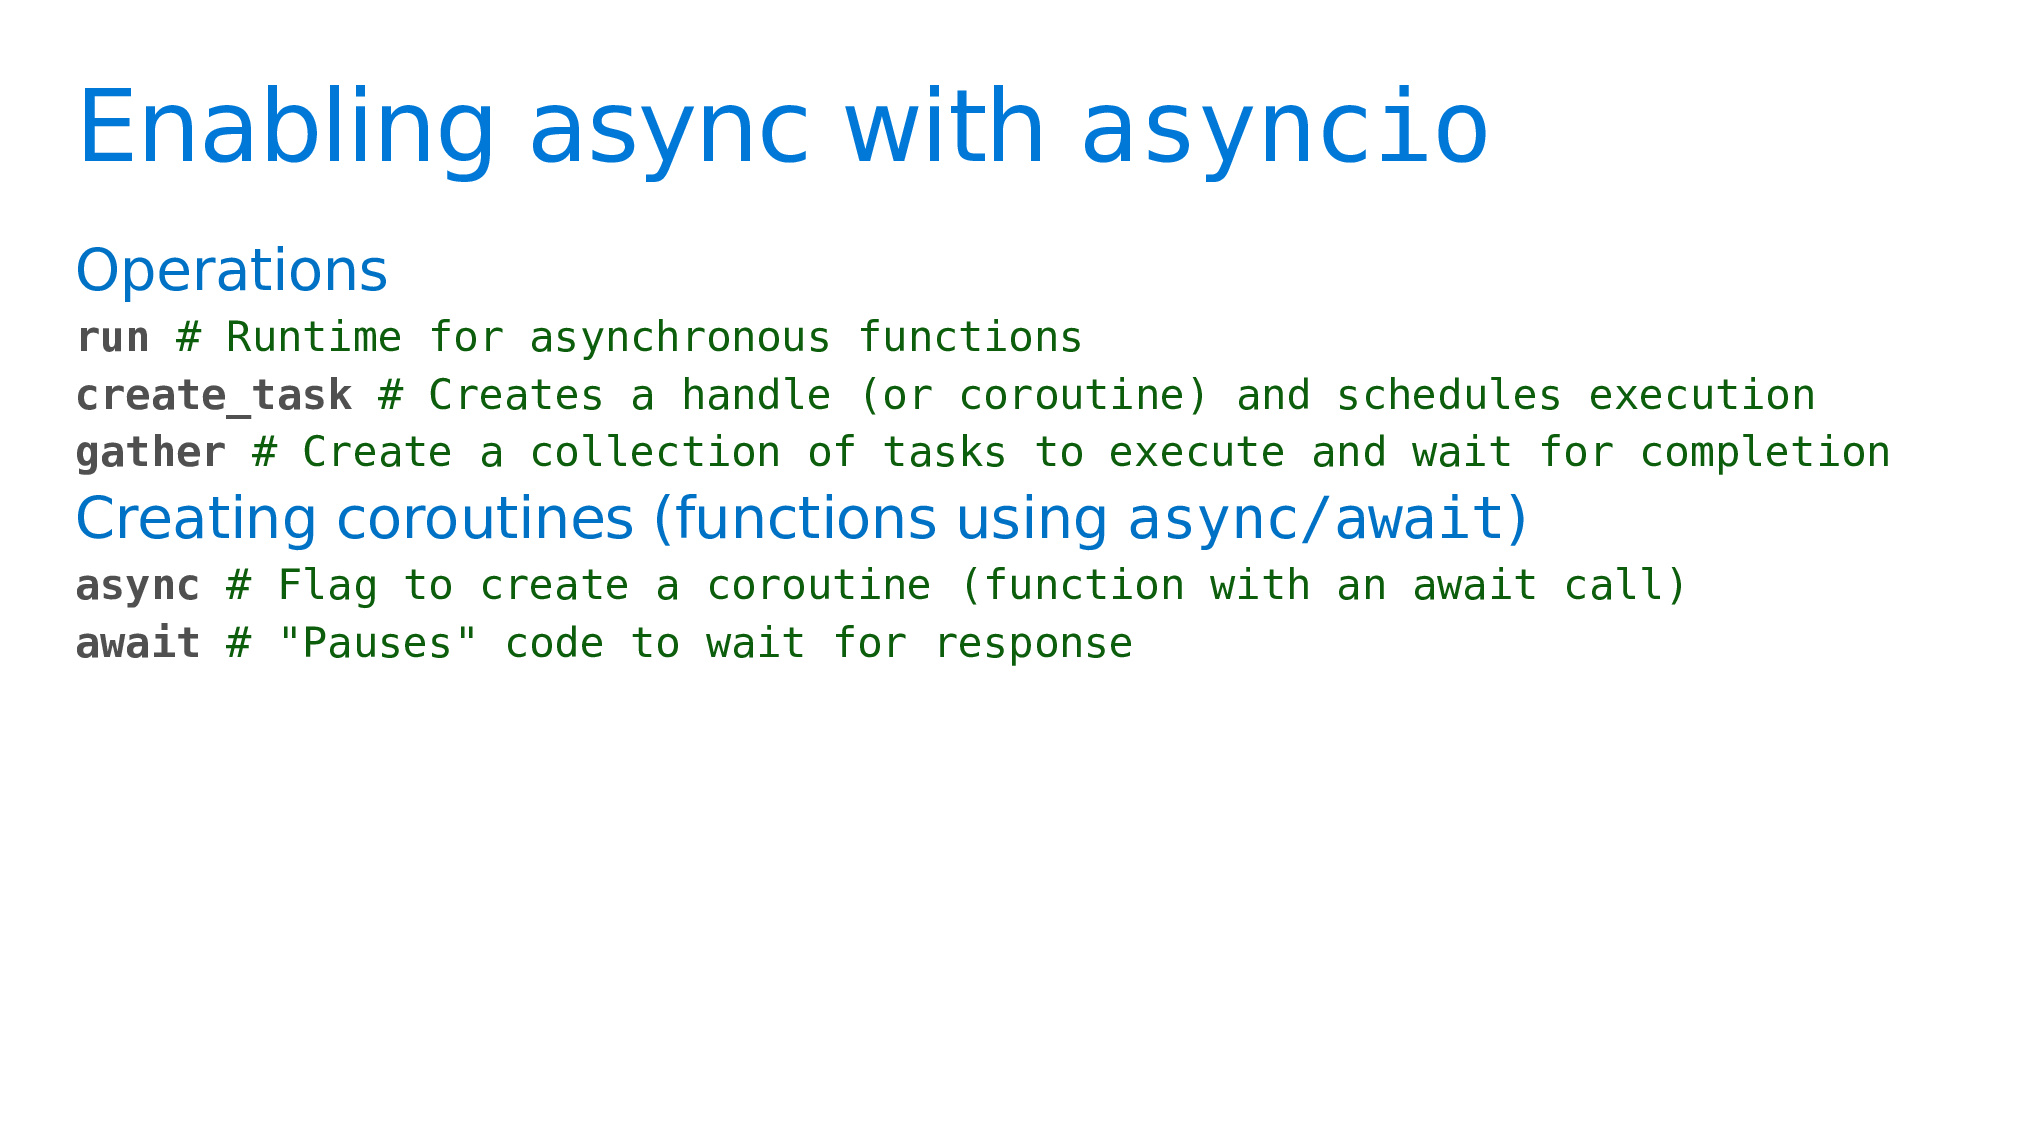 Enabling async with asyncio
Operations
run # Runtime for asynchronous functions
create_task # Creates a handle (or coroutine) and schedules execution
gather # Create a collection of tasks to execute and wait for completion
Creating coroutines (functions using async/await)
async # Flag to create a coroutine (function with an await call)
await # "Pauses" code to wait for response